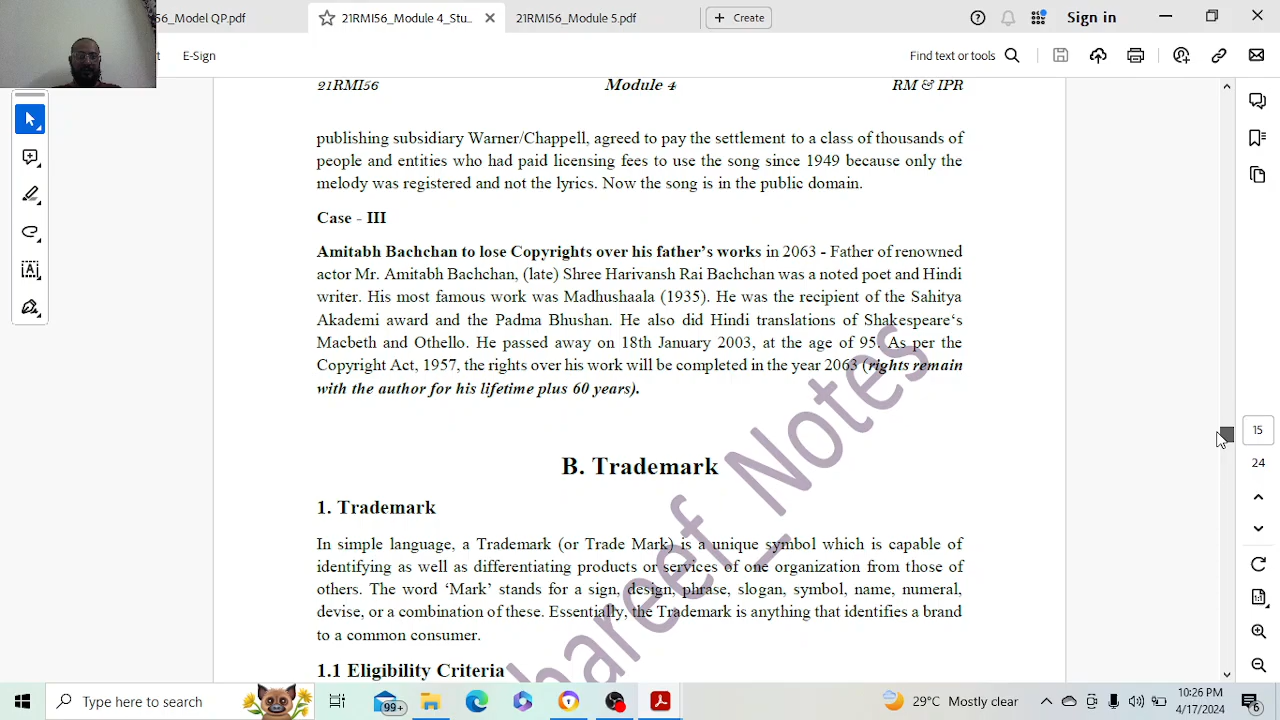 56_Model QP.pdf
21RMI56_Module 4_Stu...
21RMI56_Module 5.pdf
Create
Sign in
E-Sign
Find text or tools
21RMI56 Module 4 RM & IPR
publishing subsidiary Warner/Chappell, agreed to pay the settlement to a class of thousands of
people and entities who had paid licensing fees to use the song since 1949 because only the
melody was registered and not the lyrics. Now the song is in the public domain.
Case - III
Amitabh Bachchan to lose Copyrights over his father's works in 2063 - Father of renowned
actor Mr. Amitabh Bachchan, (late) Shree Harivansh Rai Bachchan was a noted poet and Hindi
writer. His most famous work was Madhushaala (1935). He was the recipient of the Sahitya
Akademi award and the Padma Bhushan. He also did Hindi translations of Shakespeare‘s
Macbeth and Othello. He passed away on 18th January 2003, at the age of 95. As per the
Copyright Act, 1957, the rights over his work will be completed in the year 2063 (rights remain
with the author for his lifetime plus 60 years).
B. Trademark
1. Trademark
In simple language, a Trademark (or Trade Mark) is a unique symbol which is capable of
identifying as well as differentiating products or services of one organization from those of
others. The word ‘Mark’ stands for a sign, design, phrase, slogan, symbol, name, numeral,
devise, or a combination of these. Essentially, the Trademark is anything that identifies a brand
to a common consumer.
1.1 Eligibility Criteria
hareef_Notes
15
24
Type here to search
99+
29°C Mostly clear
10:26 PM
4/17/2024
6